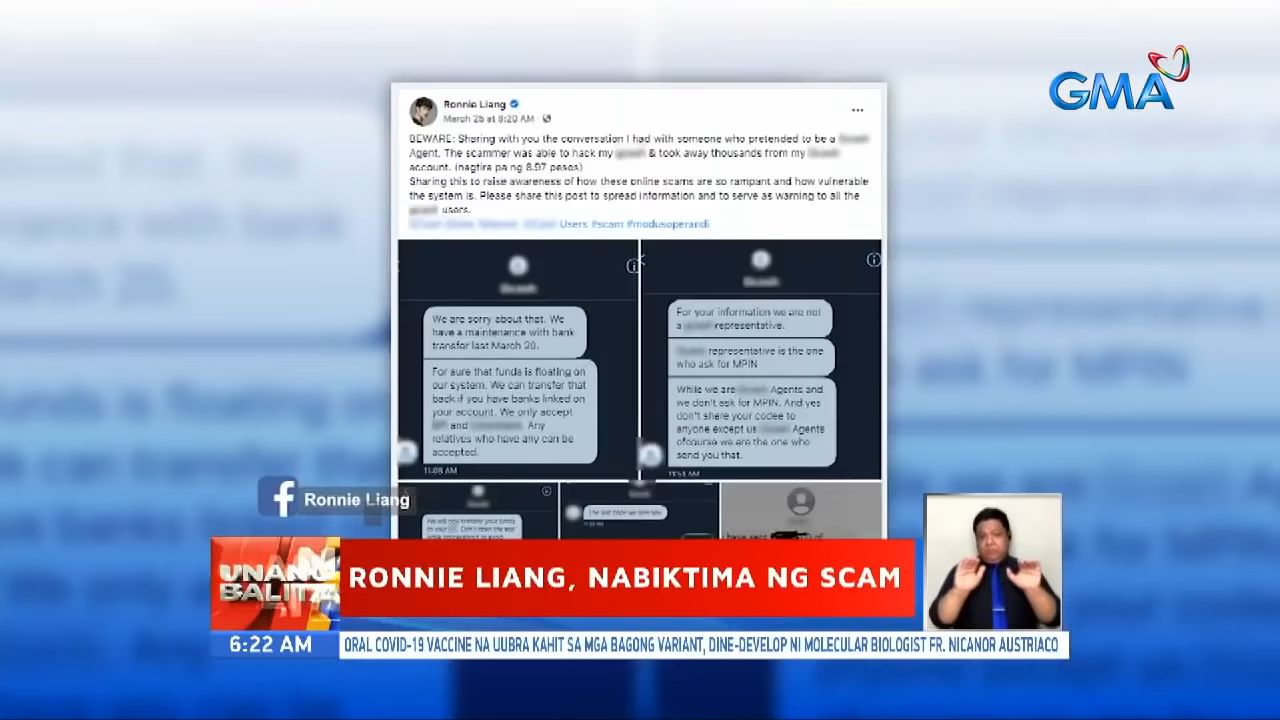 GMA
Ronnie Liang
March 25 at 8:20 AM
BEWARE: Sharing with you the conversation I had with someone who pretended to be a
Agent. The scammer was able to hack my & took away thousands from my
account. (nagtira pa ng 8.97 pesos)
Sharing this to raise awareness of how these online scams are so rampant and how vulnerable
the system is. Please share this post to spread information and to serve as warning to all the
users.
Users #scam #modusoperandi
We are sorry about that. We
have a maintenance with bank
transfer last March 20.
For sure that funds is floating on
our system. We can transfer that
back if you have banks linked on
your account. We only accept
and Any
relatives who have any can be
accepted.
11:08 AM
For your information we are not
a representative.
representative is the one
who ask for MPIN
While we are Agents and
we don't ask for MPIN. And yes
don't share your codee to
anyone except us Agents
ofcourse we are the one who
send you that.
11:51 AM
We will now transfer your funds
Ronnie Liang
UNANG
BALITA
RONNIE LIANG, NABIKTIMA NG SCAM
6:22 AM
ORAL COVID-19 VACCINE NA UUBRA KAHIT SA MGA BAGONG VARIANT, DINE-DEVELOP NI MOLECULAR BIOLOGIST FR. NICANOR AUSTRIACO